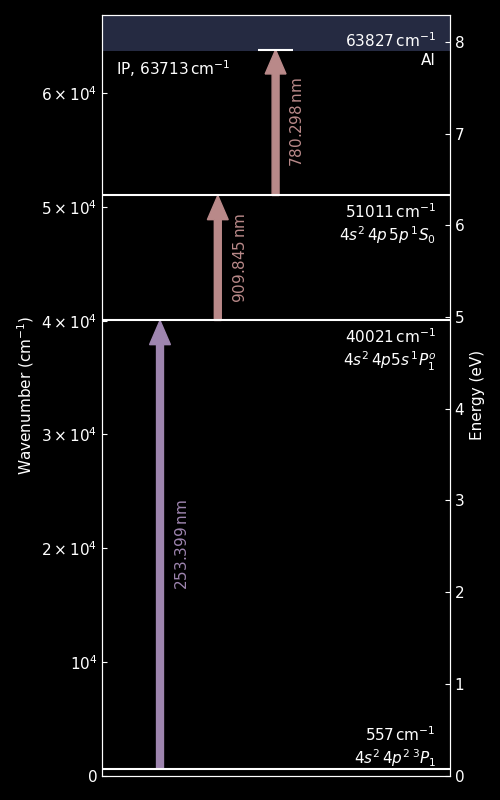 63827 cm⁻¹
AI
IP, 63713 cm⁻¹
780.298 nm
51011 cm⁻¹
4s² 4p 5p ¹S₀
909.845 nm
40021 cm⁻¹
4s² 4p5s ¹P₁ᵒ
253.399 nm
557 cm⁻¹
4s² 4p² ³P₁
Wavenumber (cm⁻¹)
6 × 10⁴
5 × 10⁴
4 × 10⁴
3 × 10⁴
2 × 10⁴
10⁴
0
Energy (eV)
8
7
6
5
4
3
2
1
0